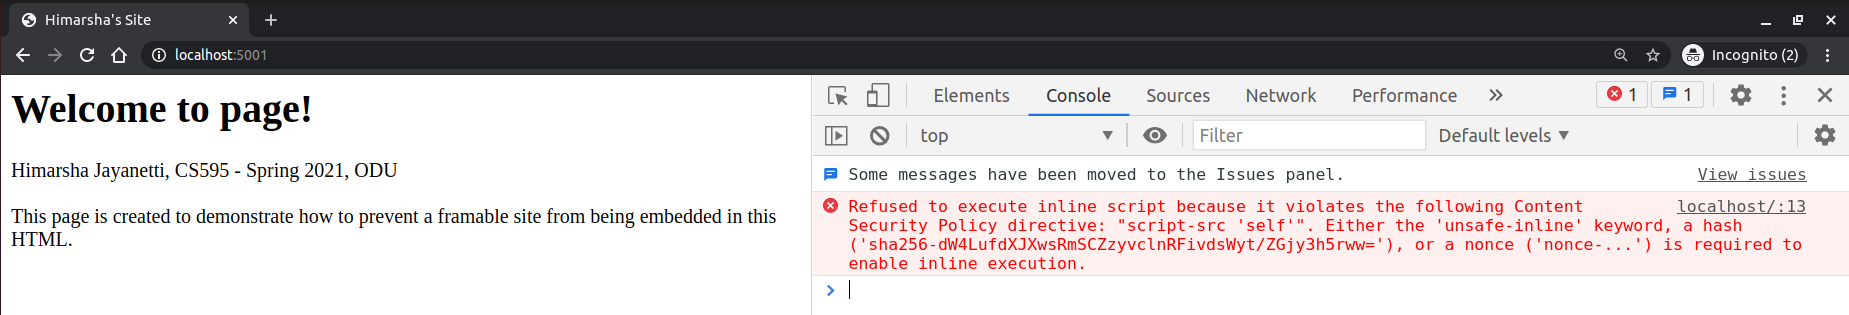 Himarsha's Site
localhost:5001
Incognito (2)
Welcome to page!
Himarsha Jayanetti, CS595 - Spring 2021, ODU
This page is created to demonstrate how to prevent a framable site from being embedded in this
HTML.
Elements Console Sources Network Performance » 1 1
top Filter Default levels
Some messages have been moved to the Issues panel. View issues
Refused to execute inline script because it violates the following Content localhost/:13
Security Policy directive: "script-src 'self'". Either the 'unsafe-inline' keyword, a hash
('sha256-dW4LufdXJXwsRmSCZzyvclnRFivdsWyt/ZGjy3h5rww='), or a nonce ('nonce-...') is required to
enable inline execution.